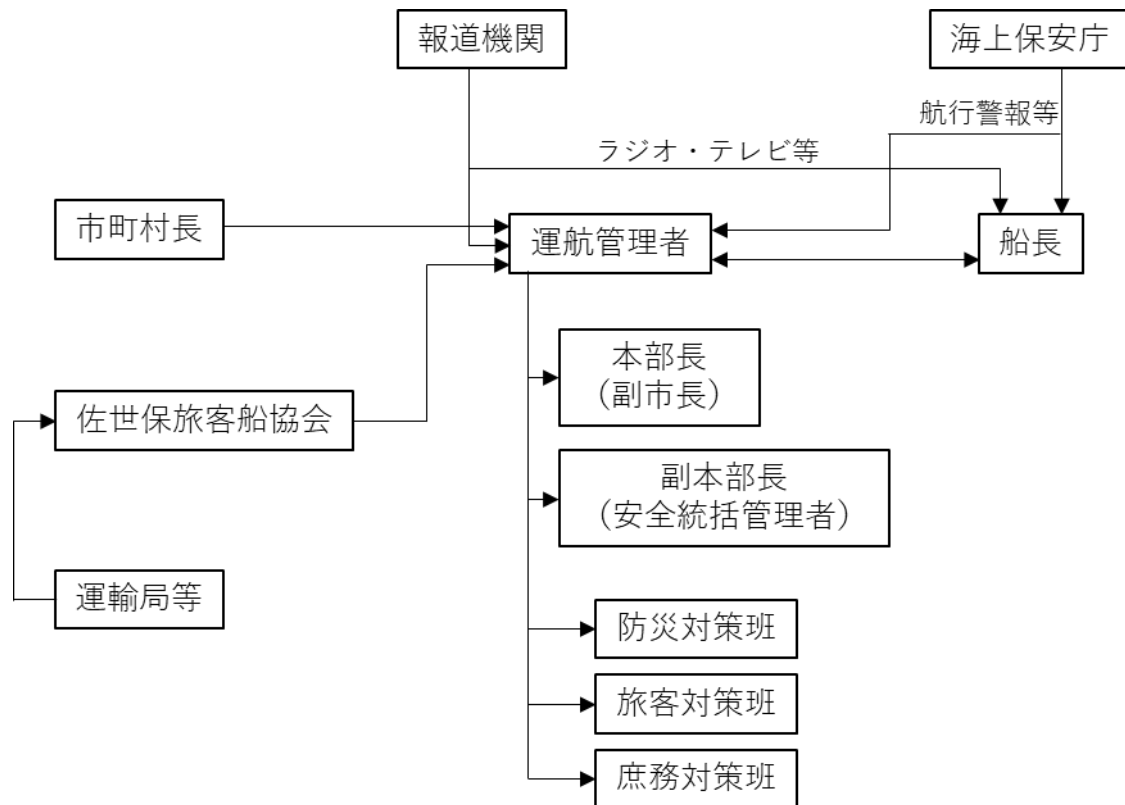 報道機関
海上保安庁
航行警報等
ラジオ・テレビ等
市町村長
運航管理者
船長
本部長
（副市長）
佐世保旅客船協会
副本部長
（安全統括管理者）
運輸局等
防災対策班
旅客対策班
庶務対策班